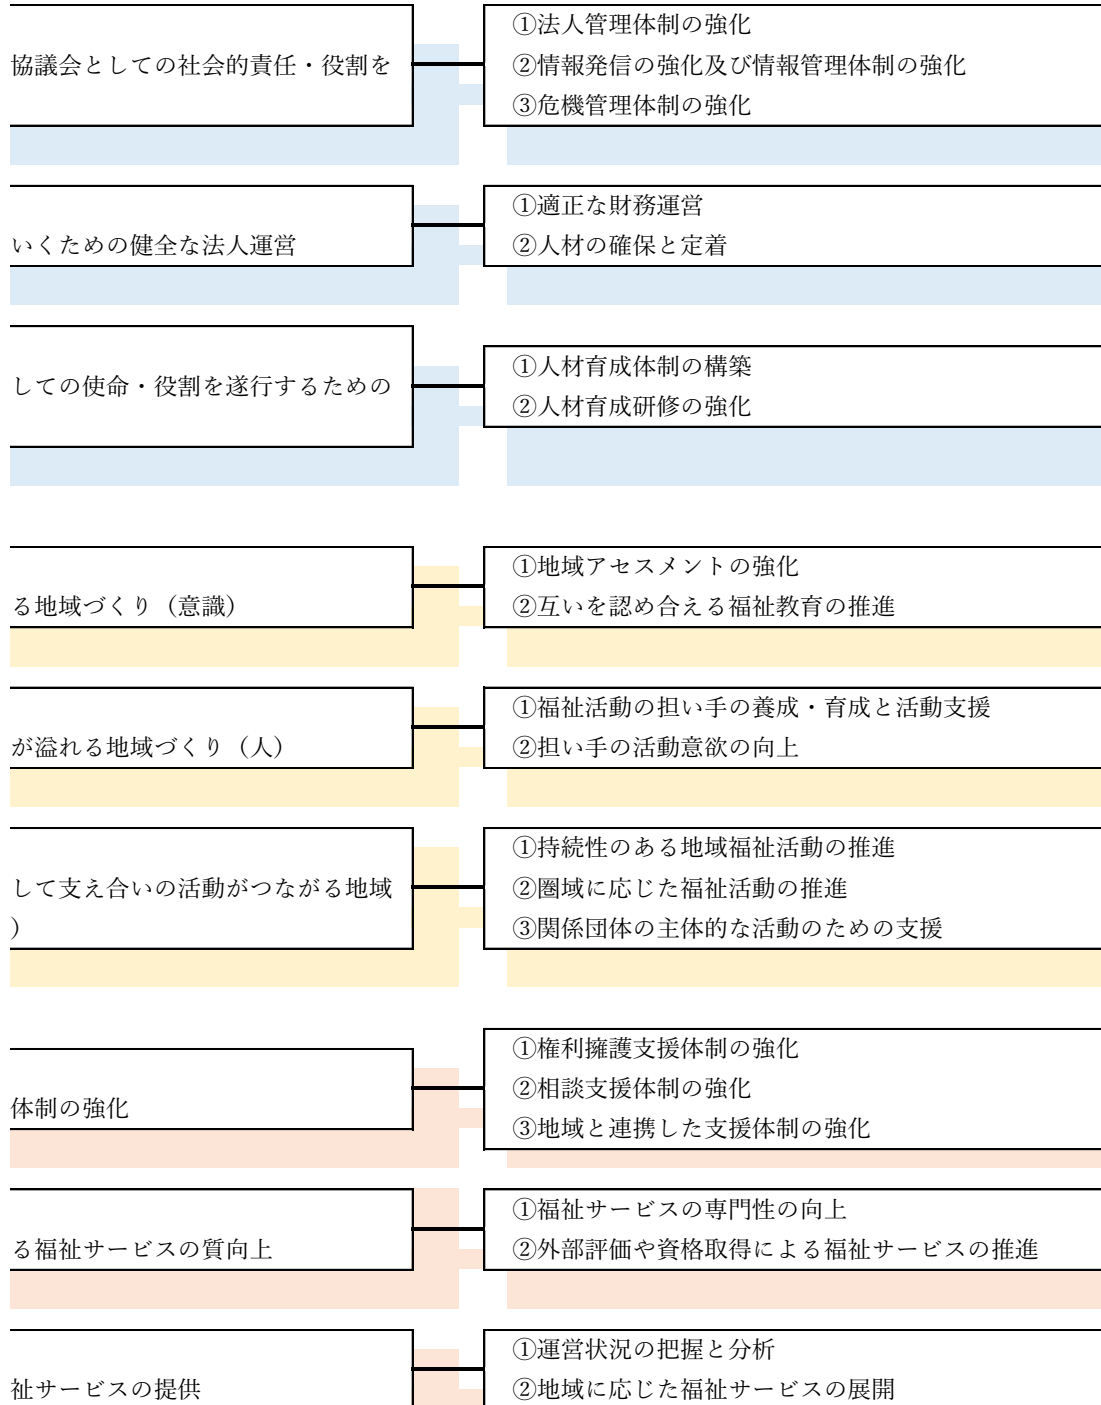 協議会としての社会的責任・役割を
①法人管理体制の強化
②情報発信の強化及び情報管理体制の強化
③危機管理体制の強化
いくための健全な法人運営
①適正な財務運営
②人材の確保と定着
しての使命・役割を遂行するための
①人材育成体制の構築
②人材育成研修の強化
る地域づくり（意識）
①地域アセスメントの強化
②互いを認め合える福祉教育の推進
が溢れる地域づくり（人）
①福祉活動の担い手の養成・育成と活動支援
②担い手の活動意欲の向上
して支え合いの活動がつながる地域
）
①持続性のある地域福祉活動の推進
②圏域に応じた福祉活動の推進
③関係団体の主体的な活動のための支援
体制の強化
①権利擁護支援体制の強化
②相談支援体制の強化
③地域と連携した支援体制の強化
る福祉サービスの質向上
①福祉サービスの専門性の向上
②外部評価や資格取得による福祉サービスの推進
祉サービスの提供
①運営状況の把握と分析
②地域に応じた福祉サービスの展開